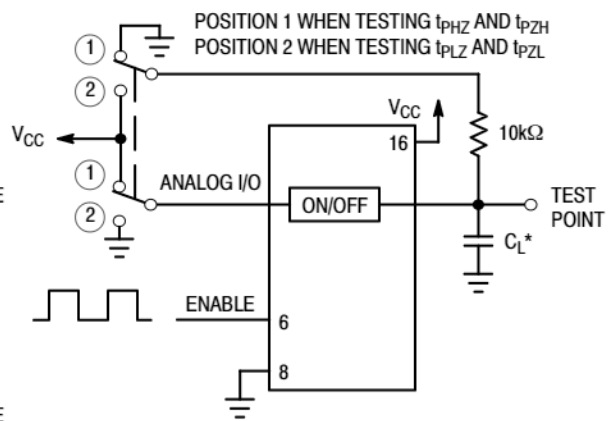 POSITION 1 WHEN TESTING tPHZ AND tPZH
POSITION 2 WHEN TESTING tPLZ AND tPZL
1
2
VCC
1
2
VCC
16
10kΩ
ANALOG I/O
ON/OFF
TEST
POINT
CL*
ENABLE
6
8
E
E